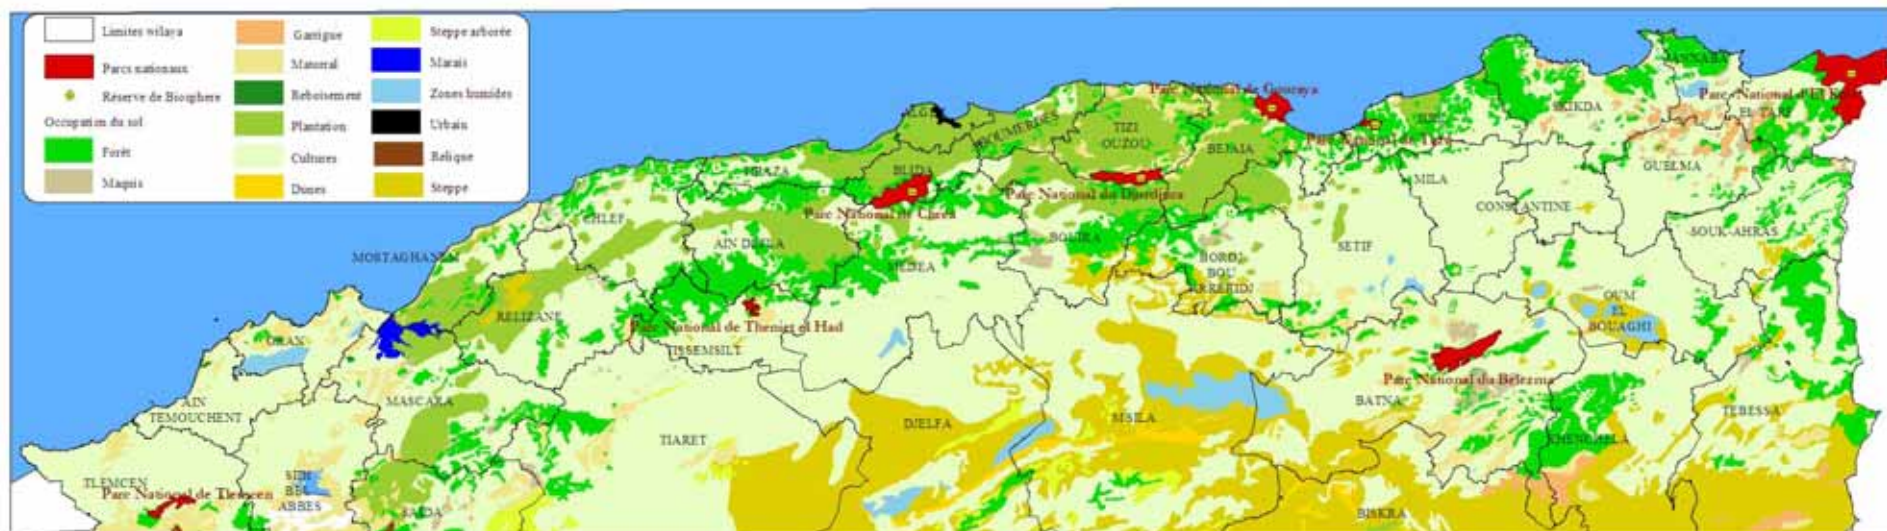 Limites wilaya
Parcs nationaux
Réserve de Biosphere
Occupation du sol
Forêt
Maquis
Garrigue
Matorral
Reboisement
Plantation
Cultures
Dunes
Steppe arborée
Marais
Zones humides
Urbain
Relique
Steppe
ANNABA
Parc National de Gouraya
SKIKDA
Parc National d'El
EL TARF
BOUMERDES
TIZI
OUZOU
BEJAIA
Parc National de Taza
GUELMA
TIPAZA
BLIDA
MILA
Parc National du Djurdjura
Parc National de Chrea
CONSTANTINE
CHLEF
SOUK-AHRAS
AIN DEFLA
BOUIRA
SETIF
MOSTAGHANEM
MEDEA
BORDJ
BOU
ARRERIDJ
OUM
EL
BOUAGHI
RELIZANE
Parc National de Theniet el Had
ORAN
TISSEMSILT
Parc National du Belezma
AIN
TEMOUCHENT
MASCARA
BATNA
TEBESSA
DJELFA
MSILA
TIARET
KHENCHELA
TLEMCEN
SIDI
BEL
ABBES
Parc National de Tlemcen
SAIDA
BISKRA